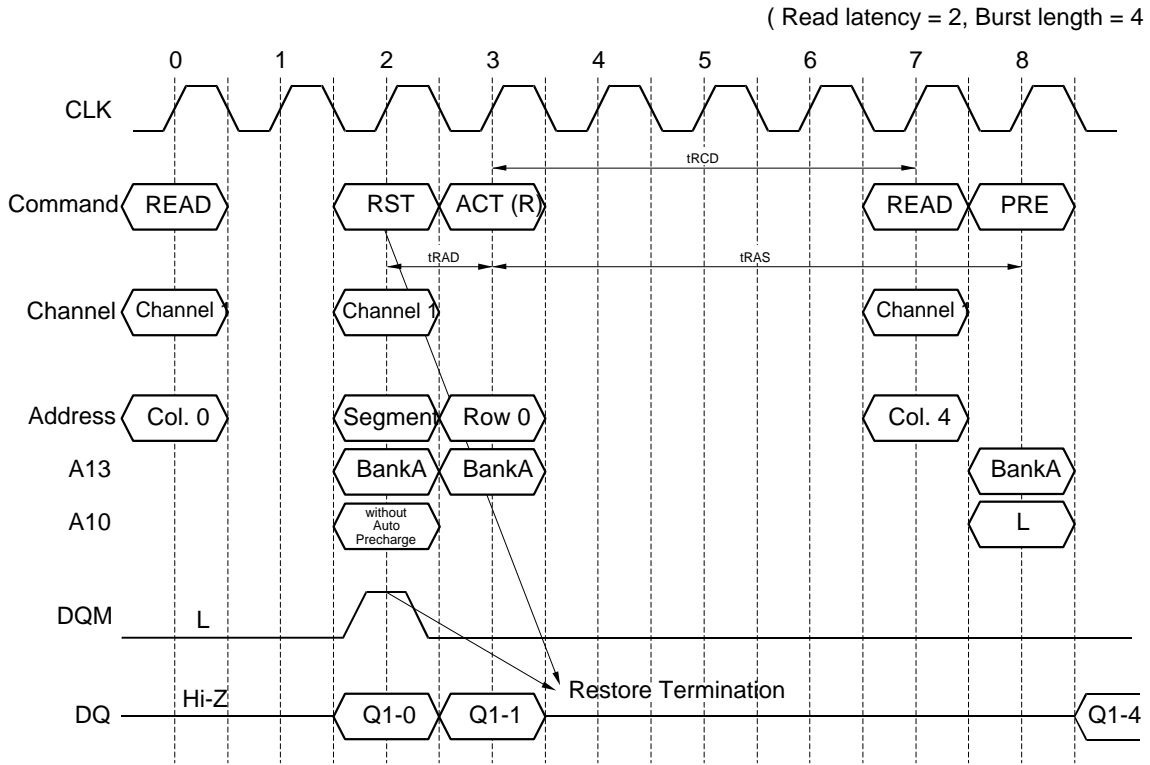 ( Read latency = 2, Burst length = 4
0 1 2 3 4 5 6 7 8
CLK
tRCD
Command READ RST ACT (R) READ PRE
tRAD tRAS
Channel Channel 1 Channel 1 Channel 1
Address Col. 0 Segment Row 0 Col. 4
A13 BankA BankA BankA
A10 without Auto Precharge L
DQM L
Restore Termination
DQ Hi-Z Q1-0 Q1-1 Q1-4